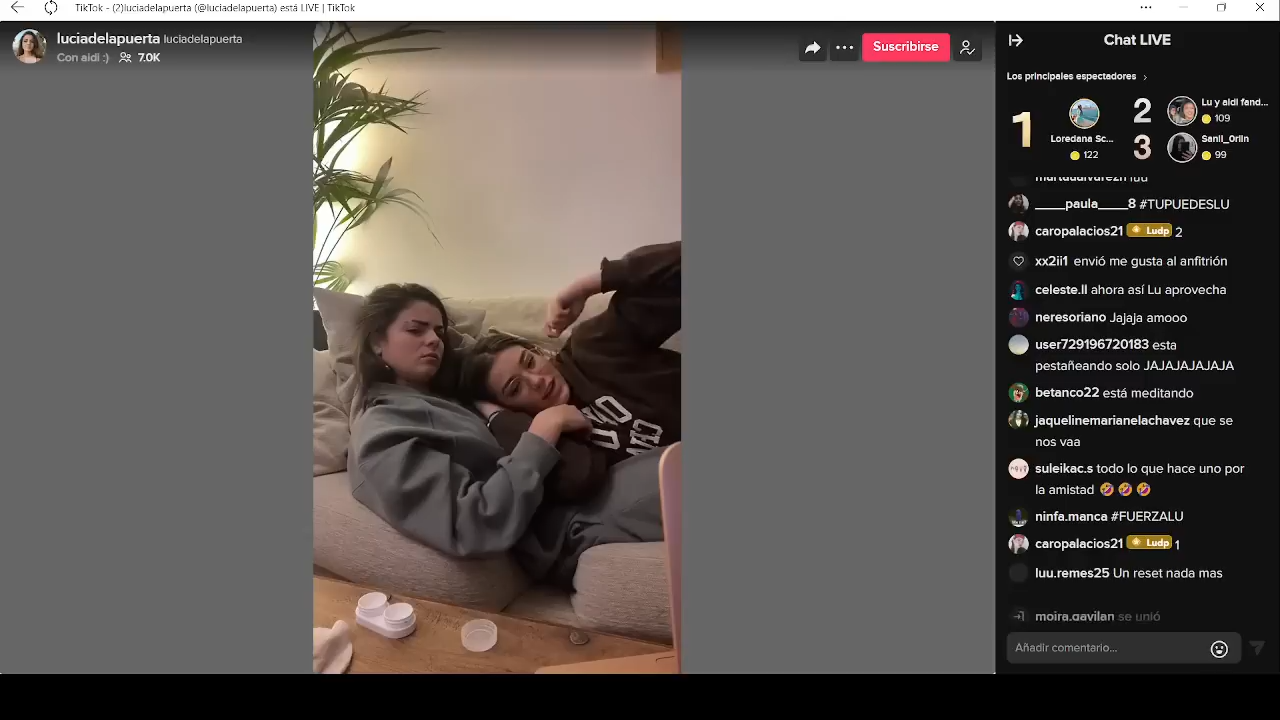 TikTok - (2)luciadelapuerta (@luciadelapuerta) está LIVE | TikTok
luciadelapuerta luciadelapuerta
Con aidi :) 7.0K
Suscribirse
Chat LIVE
Los principales espectadores
1
Loredana Sc...
122
2
Lu y aidi fand...
109
3
Sanii_0riin
99
_____paula_____8 #TUPUEDESLU
caropalacios21 Ludp 2
xx2ii1 envió me gusta al anfitrión
celeste.ll ahora así Lu aprovecha
neresoriano Jajaja amooo
user729196720183 esta
pestañeando solo JAJAJAJAJAJA
betanco22 está meditando
jaquelinemarianelachavez que se
nos vaa
suleikac.s todo lo que hace uno por
la amistad 🤣 🤣 🤣
ninfa.manca #FUERZALU
caropalacios21 Ludp 1
luu.remes25 Un reset nada mas
moira.gavilan se unió
Añadir comentario...